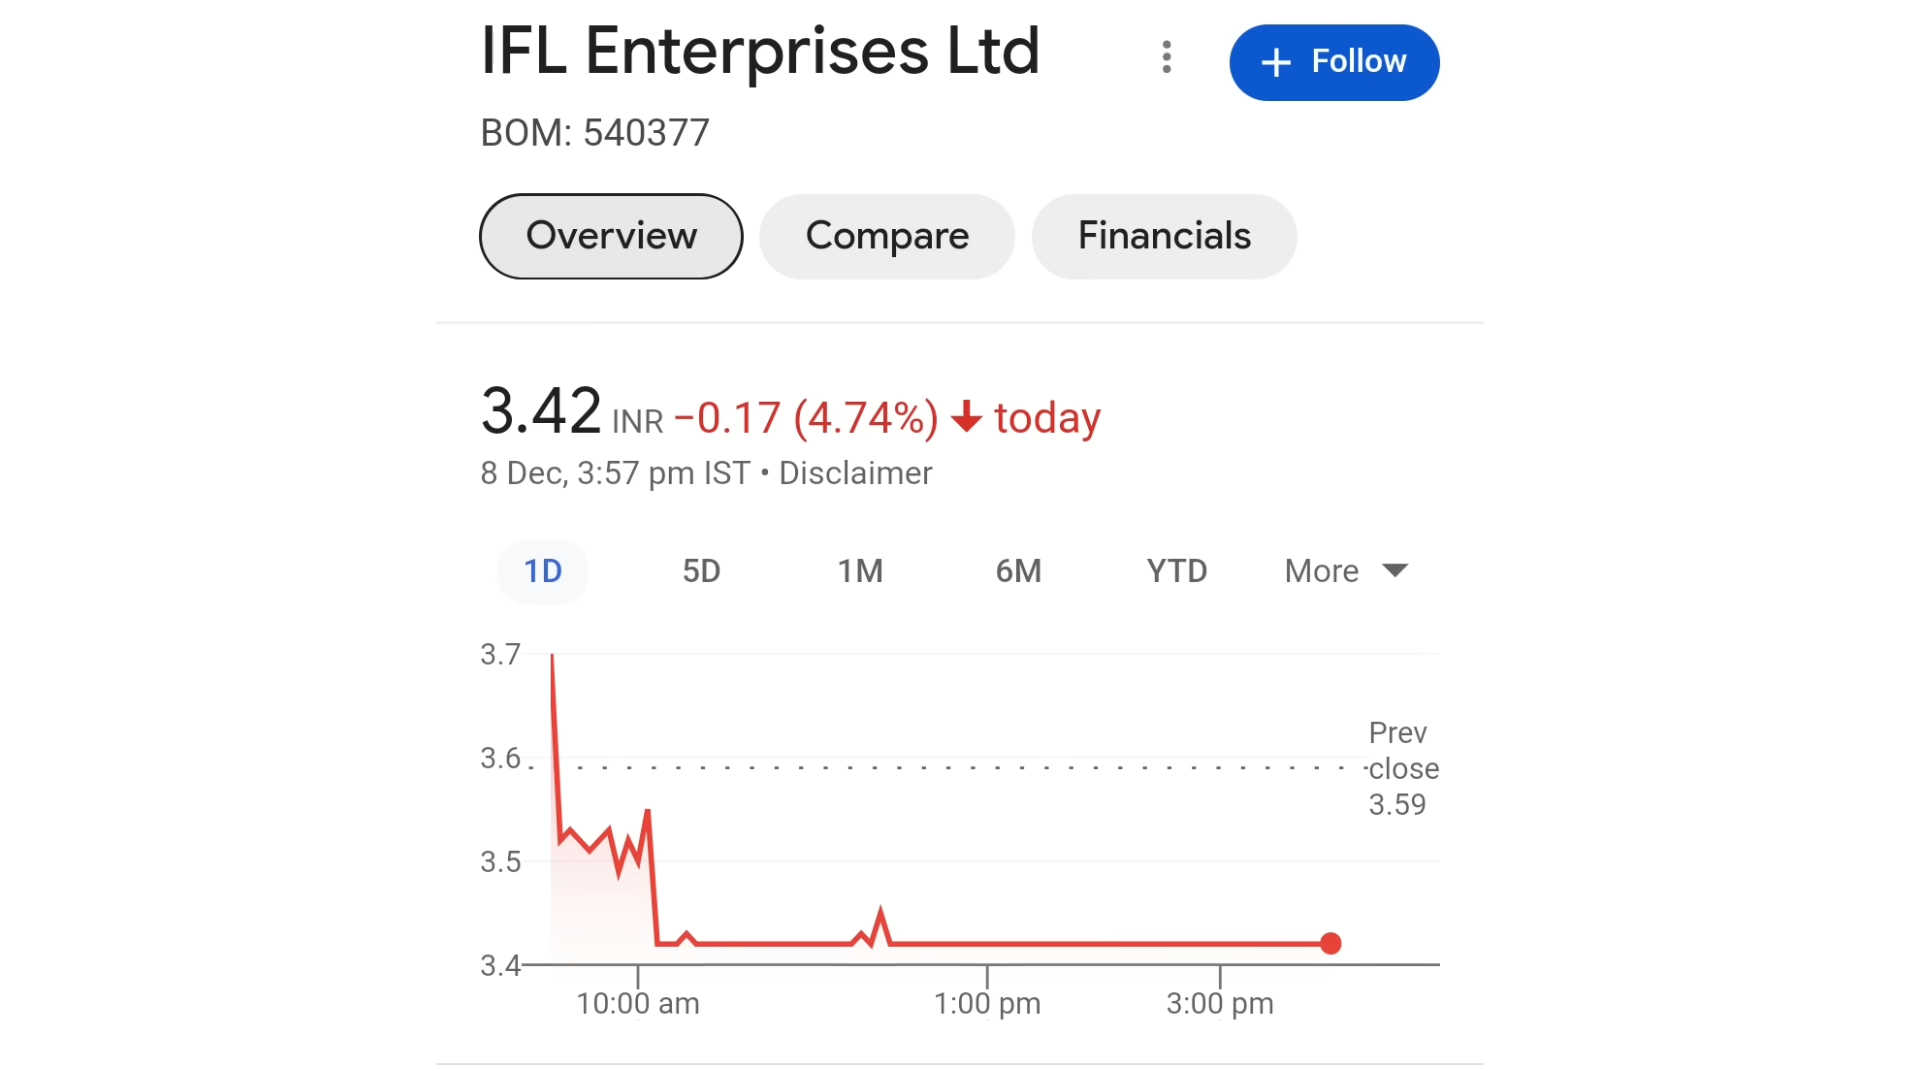 IFL Enterprises Ltd
+ Follow
BOM: 540377
Overview Compare Financials
3.42 INR −0.17 (4.74%) ↓ today
8 Dec, 3:57 pm IST • Disclaimer
1D 5D 1M 6M YTD More
3.7
3.6
3.5
3.4
Prev
close
3.59
10:00 am 1:00 pm 3:00 pm